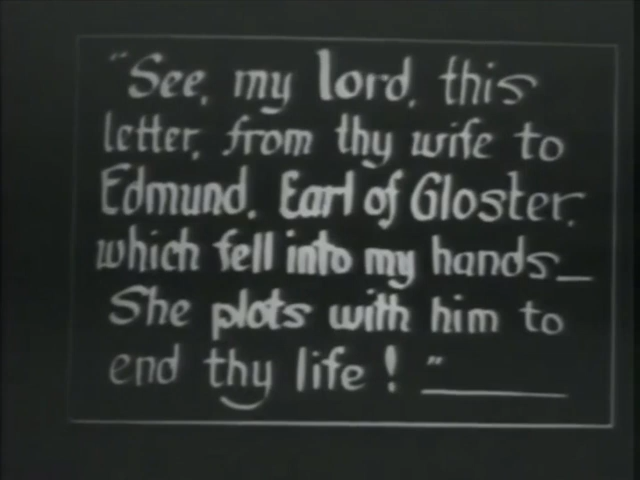 "See, my lord, this
letter, from thy wife to
Edmund, Earl of Gloster,
which fell into my hands_
She plots with him to
end thy life! "